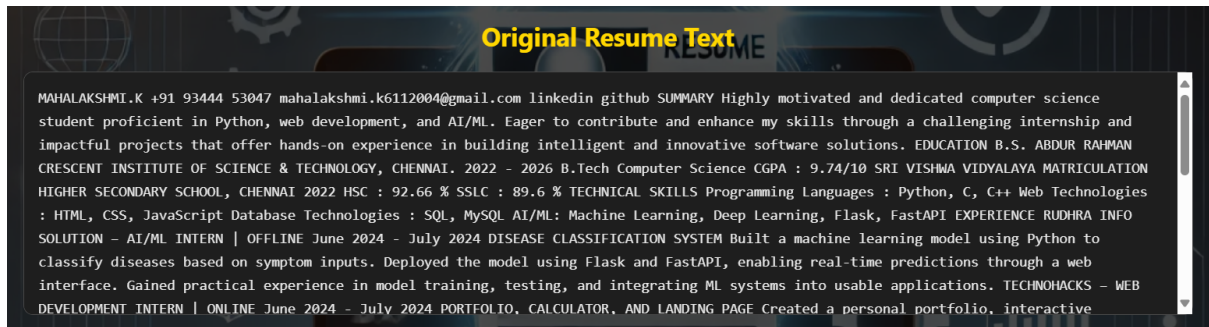 Original Resume Text
RESUME
MAHALAKSHMI.K +91 93444 53047 mahalakshmi.k6112004@gmail.com linkedin github SUMMARY Highly motivated and dedicated computer science
student proficient in Python, web development, and AI/ML. Eager to contribute and enhance my skills through a challenging internship and
impactful projects that offer hands-on experience in building intelligent and innovative software solutions. EDUCATION B.S. ABDUR RAHMAN
CRESCENT INSTITUTE OF SCIENCE & TECHNOLOGY, CHENNAI. 2022 - 2026 B.Tech Computer Science CGPA : 9.74/10 SRI VISHWA VIDYALAYA MATRICULATION
HIGHER SECONDARY SCHOOL, CHENNAI 2022 HSC : 92.66 % SSLC : 89.6 % TECHNICAL SKILLS Programming Languages : Python, C, C++ Web Technologies
: HTML, CSS, JavaScript Database Technologies : SQL, MySQL AI/ML: Machine Learning, Deep Learning, Flask, FastAPI EXPERIENCE RUDHRA INFO
SOLUTION – AI/ML INTERN | OFFLINE June 2024 - July 2024 DISEASE CLASSIFICATION SYSTEM Built a machine learning model using Python to
classify diseases based on symptom inputs. Deployed the model using Flask and FastAPI, enabling real-time predictions through a web
interface. Gained practical experience in model training, testing, and integrating ML systems into usable applications. TECHNOHACKS – WEB
DEVELOPMENT INTERN | ONLINE June 2024 - July 2024 PORTFOLIO, CALCULATOR, AND LANDING PAGE Created a personal portfolio, interactive